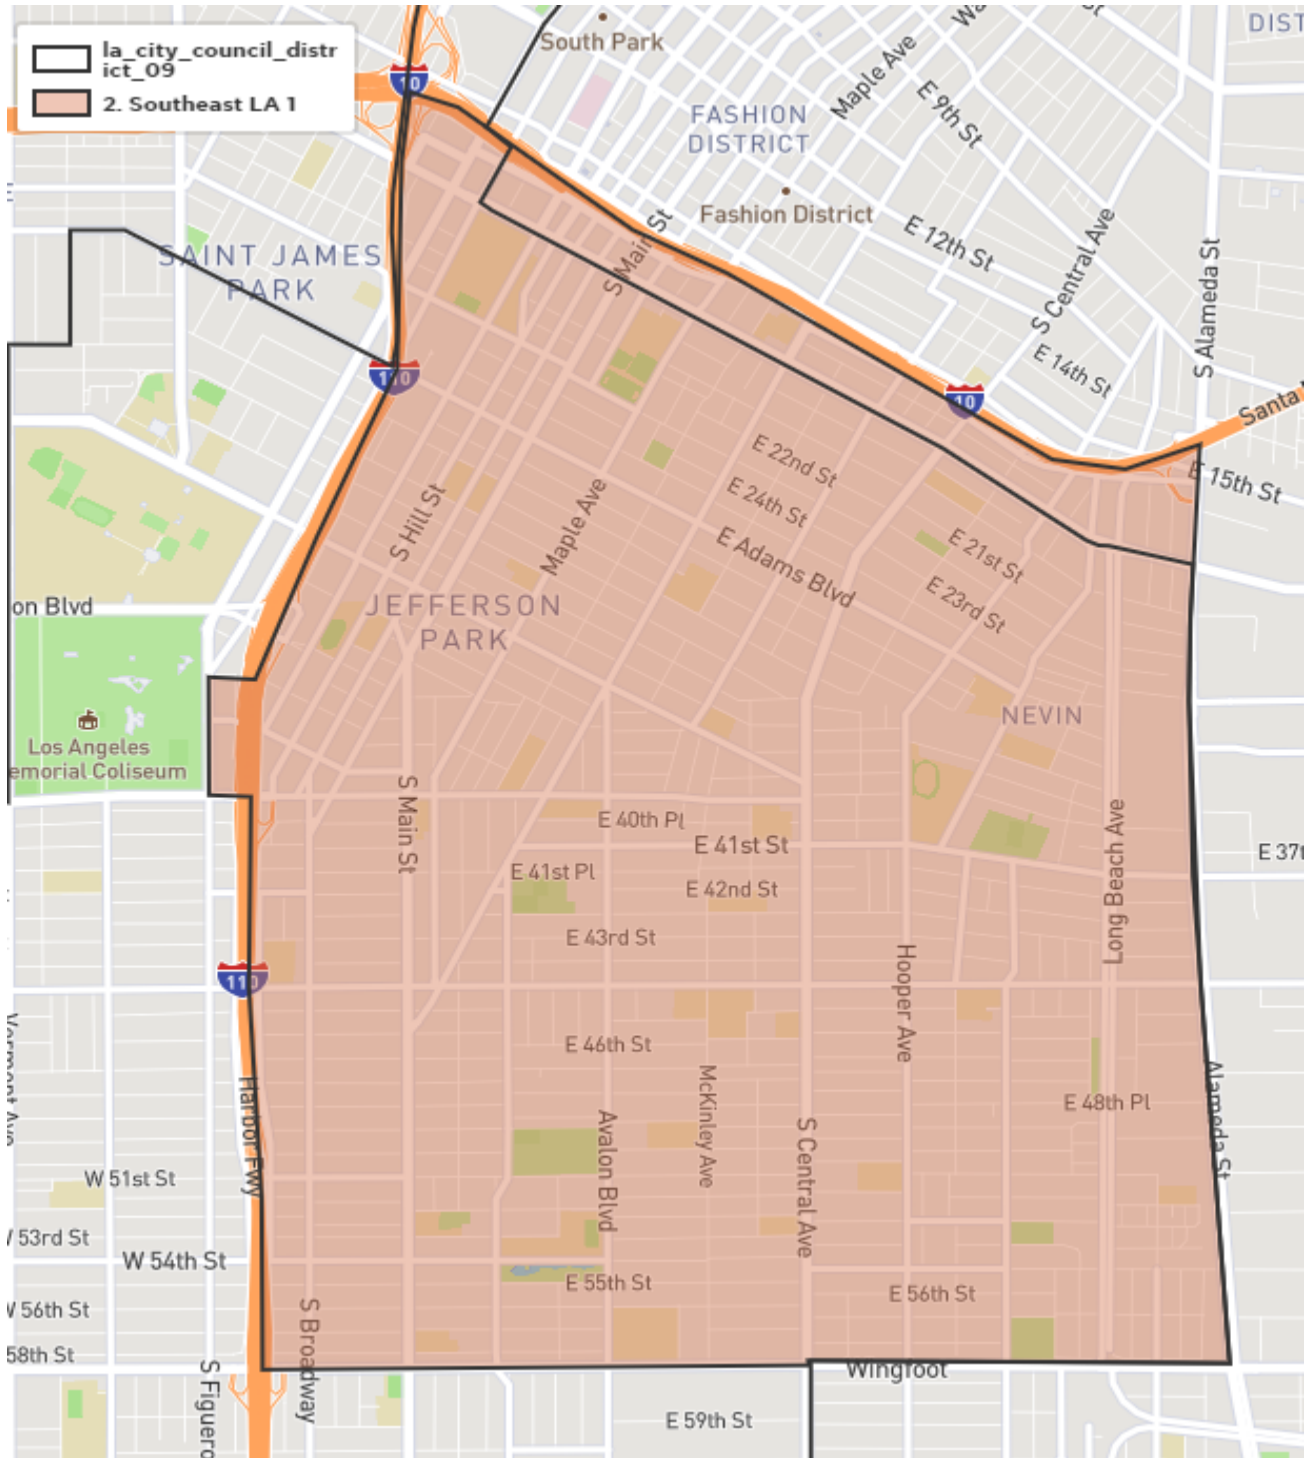 la_city_council_distr
ict_09
2. Southeast LA 1
10
South Park
Maple Ave
E 9th St
DIST
FASHION
DISTRICT
Fashion District
E 12th St
S Central Ave
S Alameda St
SAINT JAMES
PARK
S Main St
E 14th St
110
10
Santa
E 15th St
E 22nd St
E 24th St
S Hill St
Maple Ave
E Adams Blvd
E 21st St
E 23rd St
on Blvd
JEFFERSON
PARK
NEVIN
Los Angeles
emorial Coliseum
S Main St
E 40th Pl
E 41st St
E 41st Pl
E 42nd St
E 37t
Long Beach Ave
E 43rd St
Hooper Ave
110
E 46th St
McKinley Ave
E 48th Pl
Alameda St
Harbor Fwy
Avalon Blvd
S Central Ave
W 51st St
53rd St
W 54th St
E 55th St
E 56th St
56th St
S Broadway
58th St
S Figuero
Wingfoot
E 59th St